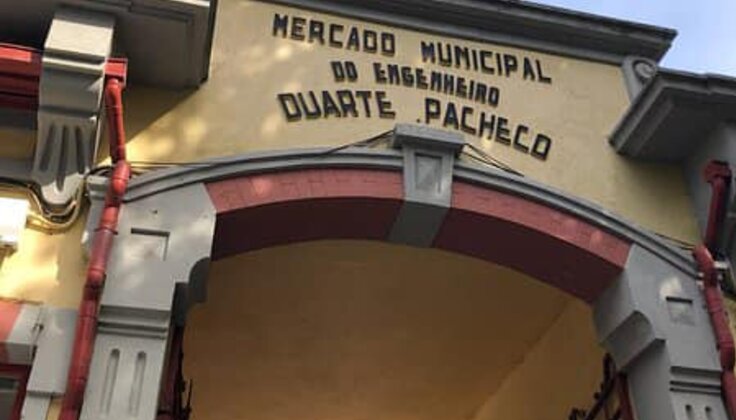 MERCADO MUNICIPAL
DO ENGENHEIRO
DUARTE PACHECO